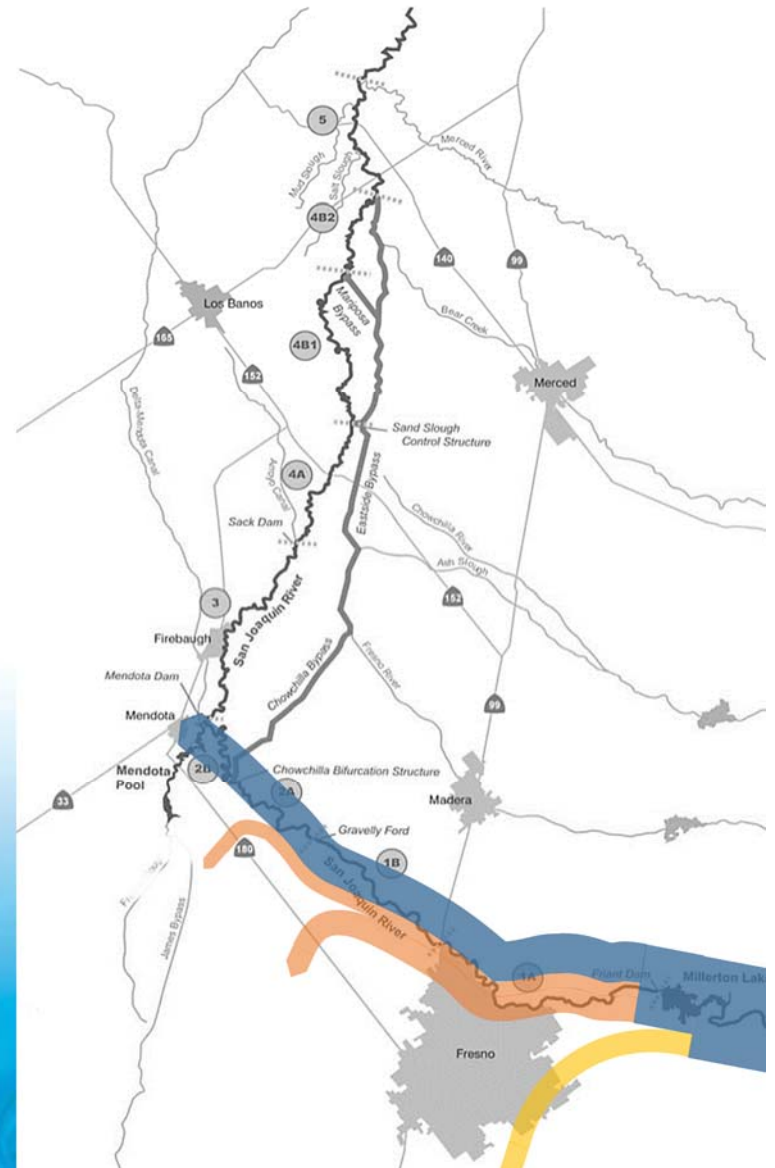 5
Mud Slough
Salt Slough
Merced River
4B2
140
99
Los Banos
Mariposa
Bypass
Bear Creek
165
4B1
152
Merced
Delta-Mendota Canal
Sand Slough
Control Structure
4A
Arroyo Canal
Eastside Bypass
Sack Dam
Chowchilla River
Ash Slough
152
3
San Joaquin River
Firebaugh
Chowchilla Bypass
Fresno River
Mendota Dam
99
Mendota
Mendota
Pool
2B
Chowchilla Bifurcation Structure
2A
33
Madera
Gravelly Ford
180
1B
San Joaquin River
James Bypass
1A
Friant Dam
Millerton Lak
Fresno